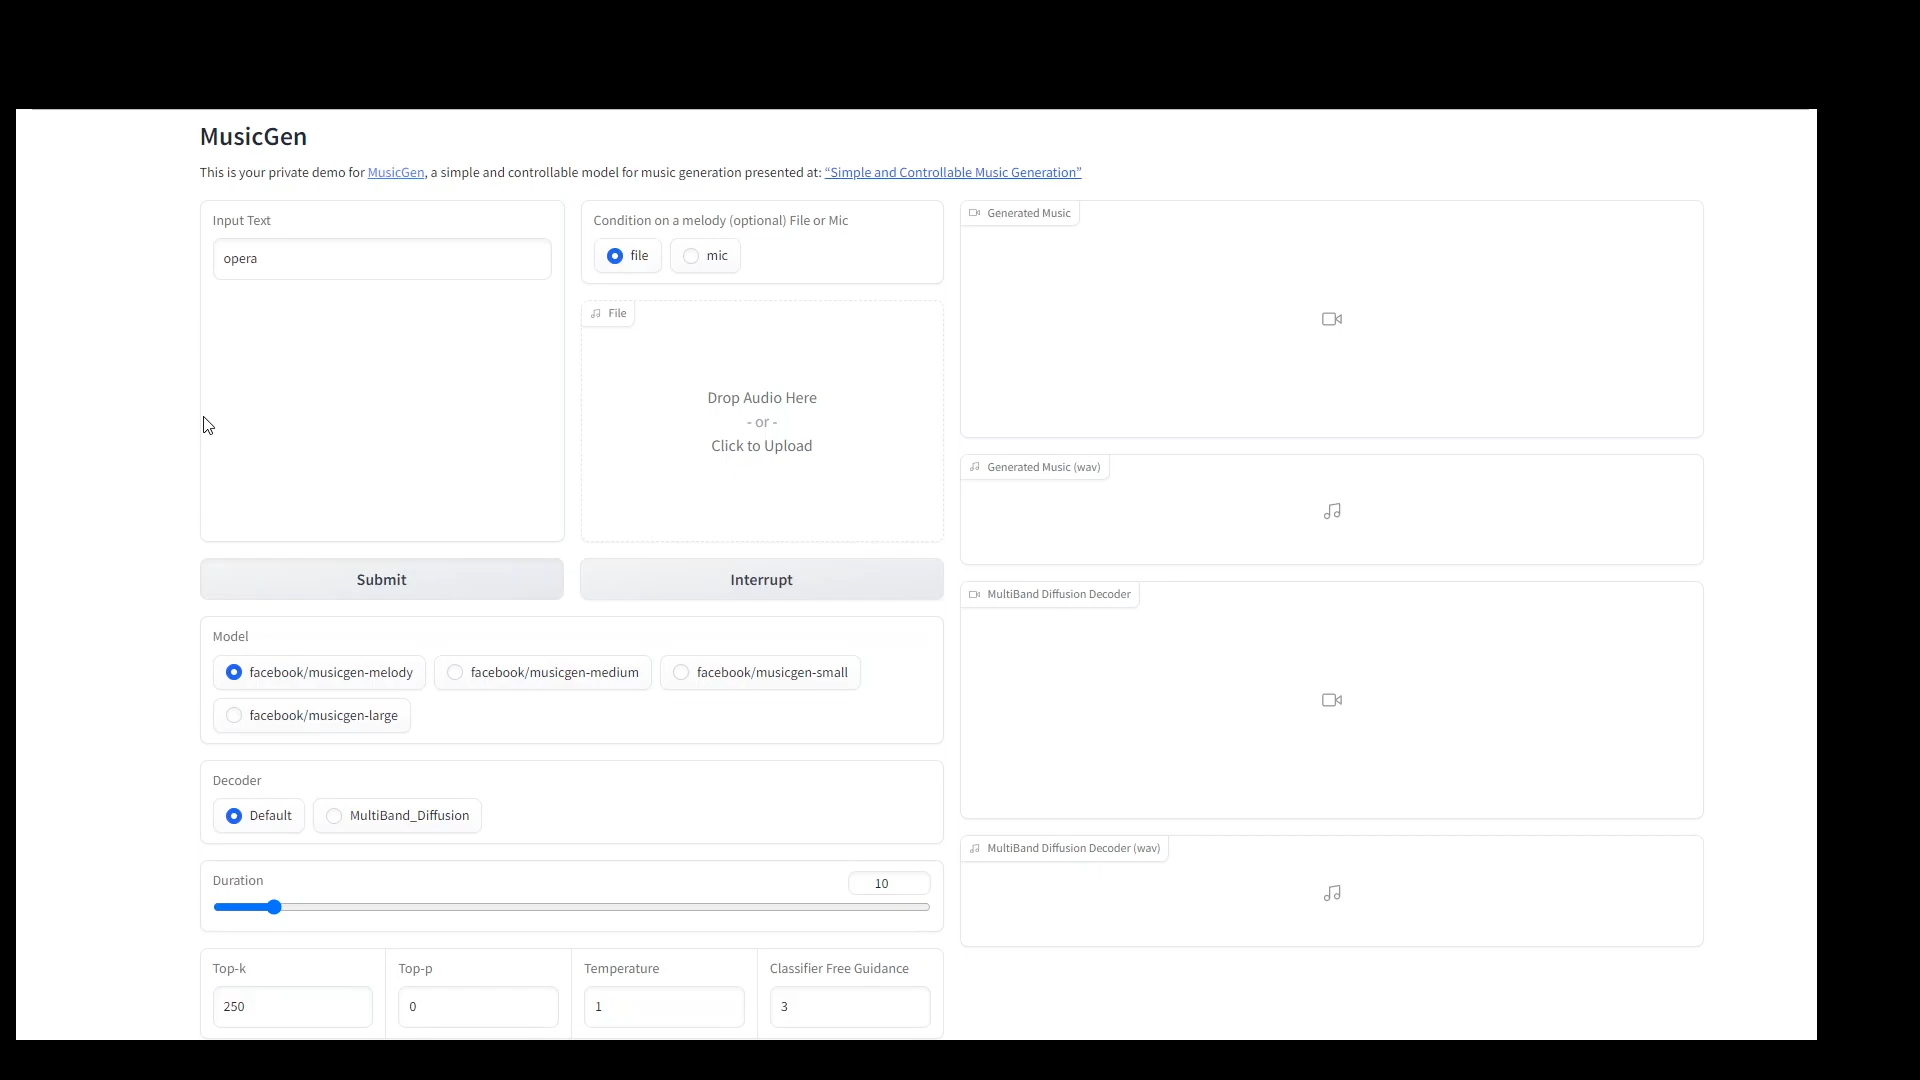 MusicGen
This is your private demo for MusicGen, a simple and controllable model for music generation presented at: “Simple and Controllable Music Generation”
Input Text
opera
Condition on a melody (optional) File or Mic
file
mic
File
Drop Audio Here
- or -
Click to Upload
Submit
Interrupt
Model
facebook/musicgen-melody
facebook/musicgen-medium
facebook/musicgen-small
facebook/musicgen-large
Decoder
Default
MultiBand_Diffusion
Duration
10
Top-k
250
Top-p
0
Temperature
1
Classifier Free Guidance
3
Generated Music
Generated Music (wav)
MultiBand Diffusion Decoder
MultiBand Diffusion Decoder (wav)